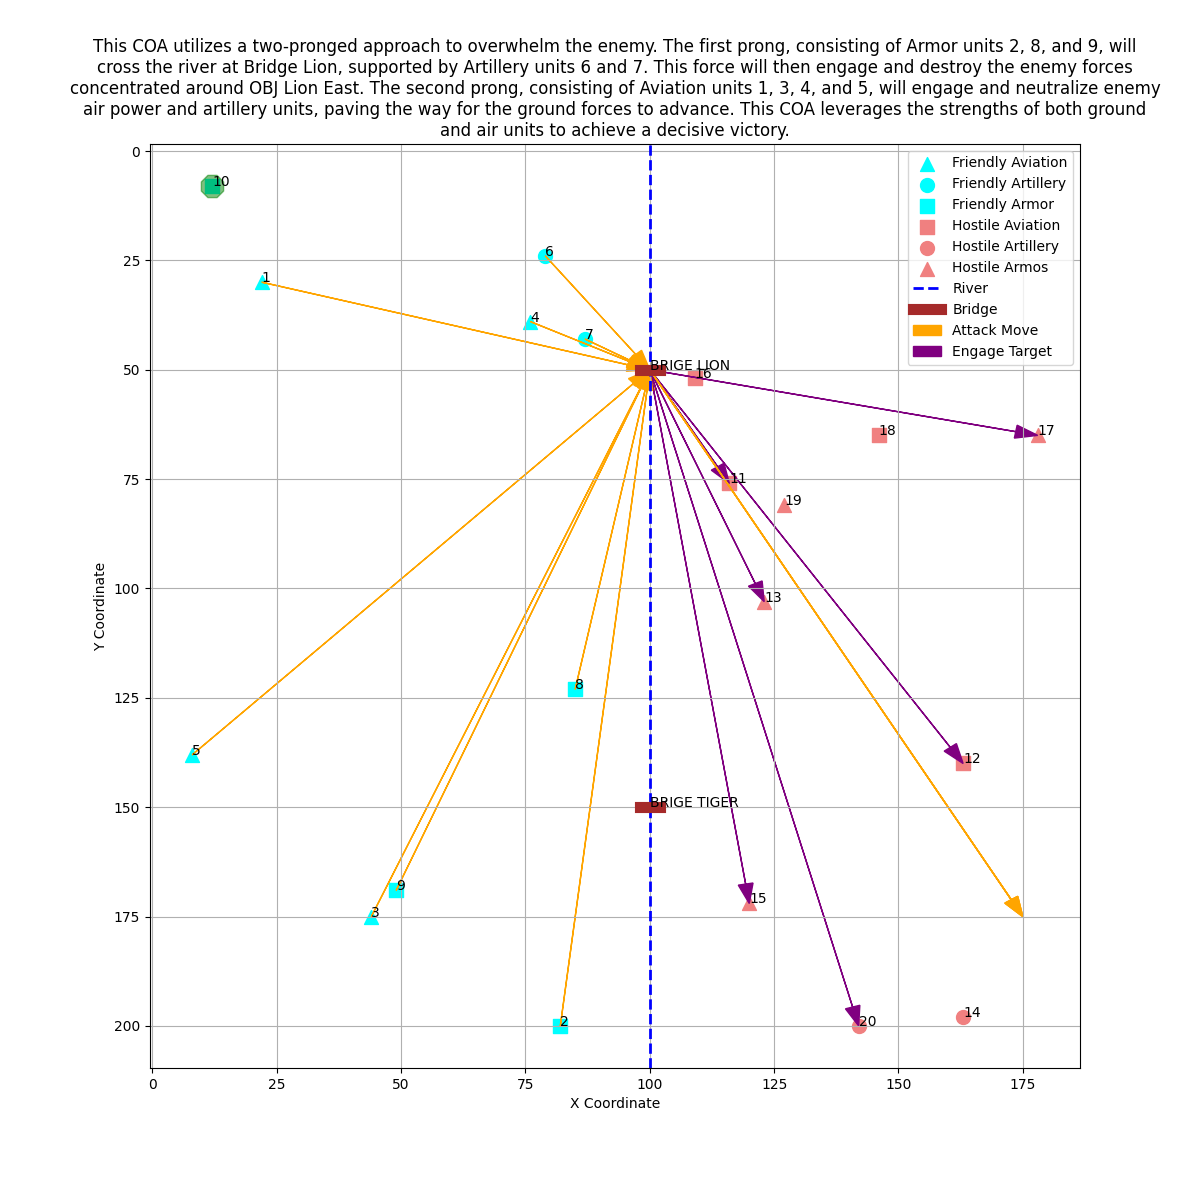 This COA utilizes a two-pronged approach to overwhelm the enemy. The first prong, consisting of Armor units 2, 8, and 9, will
cross the river at Bridge Lion, supported by Artillery units 6 and 7. This force will then engage and destroy the enemy forces
concentrated around OBJ Lion East. The second prong, consisting of Aviation units 1, 3, 4, and 5, will engage and neutralize enemy
air power and artillery units, paving the way for the ground forces to advance. This COA leverages the strengths of both ground
and air units to achieve a decisive victory.
Friendly Aviation
Friendly Artillery
Friendly Armor
Hostile Aviation
Hostile Artillery
Hostile Armos
River
Bridge
Attack Move
Engage Target
0
25
50
75
100
125
150
175
200
Y Coordinate
10
6
1
4
7
BRIGE LION
16
18
17
11
19
13
8
5
12
BRIGE TIGER
9
15
3
14
2
20
0
25
50
75
100
125
150
175
X Coordinate